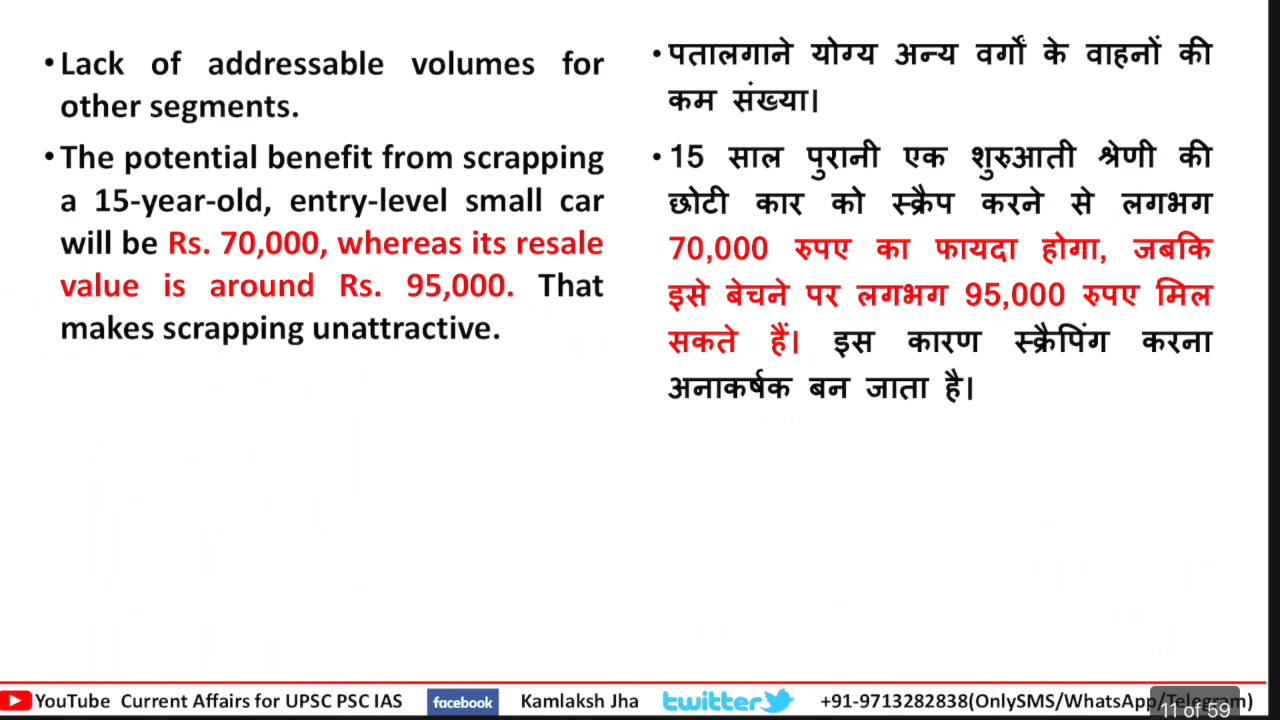 •Lack of addressable volumes for
other segments.
•The potential benefit from scrapping
a 15-year-old, entry-level small car
will be Rs. 70,000, whereas its resale
value is around Rs. 95,000. That
makes scrapping unattractive.
•पतालगाने योग्य अन्य वर्गों के वाहनों की
कम संख्या।
•15 साल पुरानी एक शुरुआती श्रेणी की
छोटी कार को स्क्रैप करने से लगभग
70,000 रुपए का फायदा होगा, जबकि
इसे बेचने पर लगभग 95,000 रुपए मिल
सकते हैं। इस कारण स्क्रैपिंग करना
अनाकर्षक बन जाता है।
YouTube Current Affairs for UPSC PSC IAS facebook Kamlaksh Jha twitter +91-9713282838(OnlySMS/WhatsApp/Telegram)
11 of 59